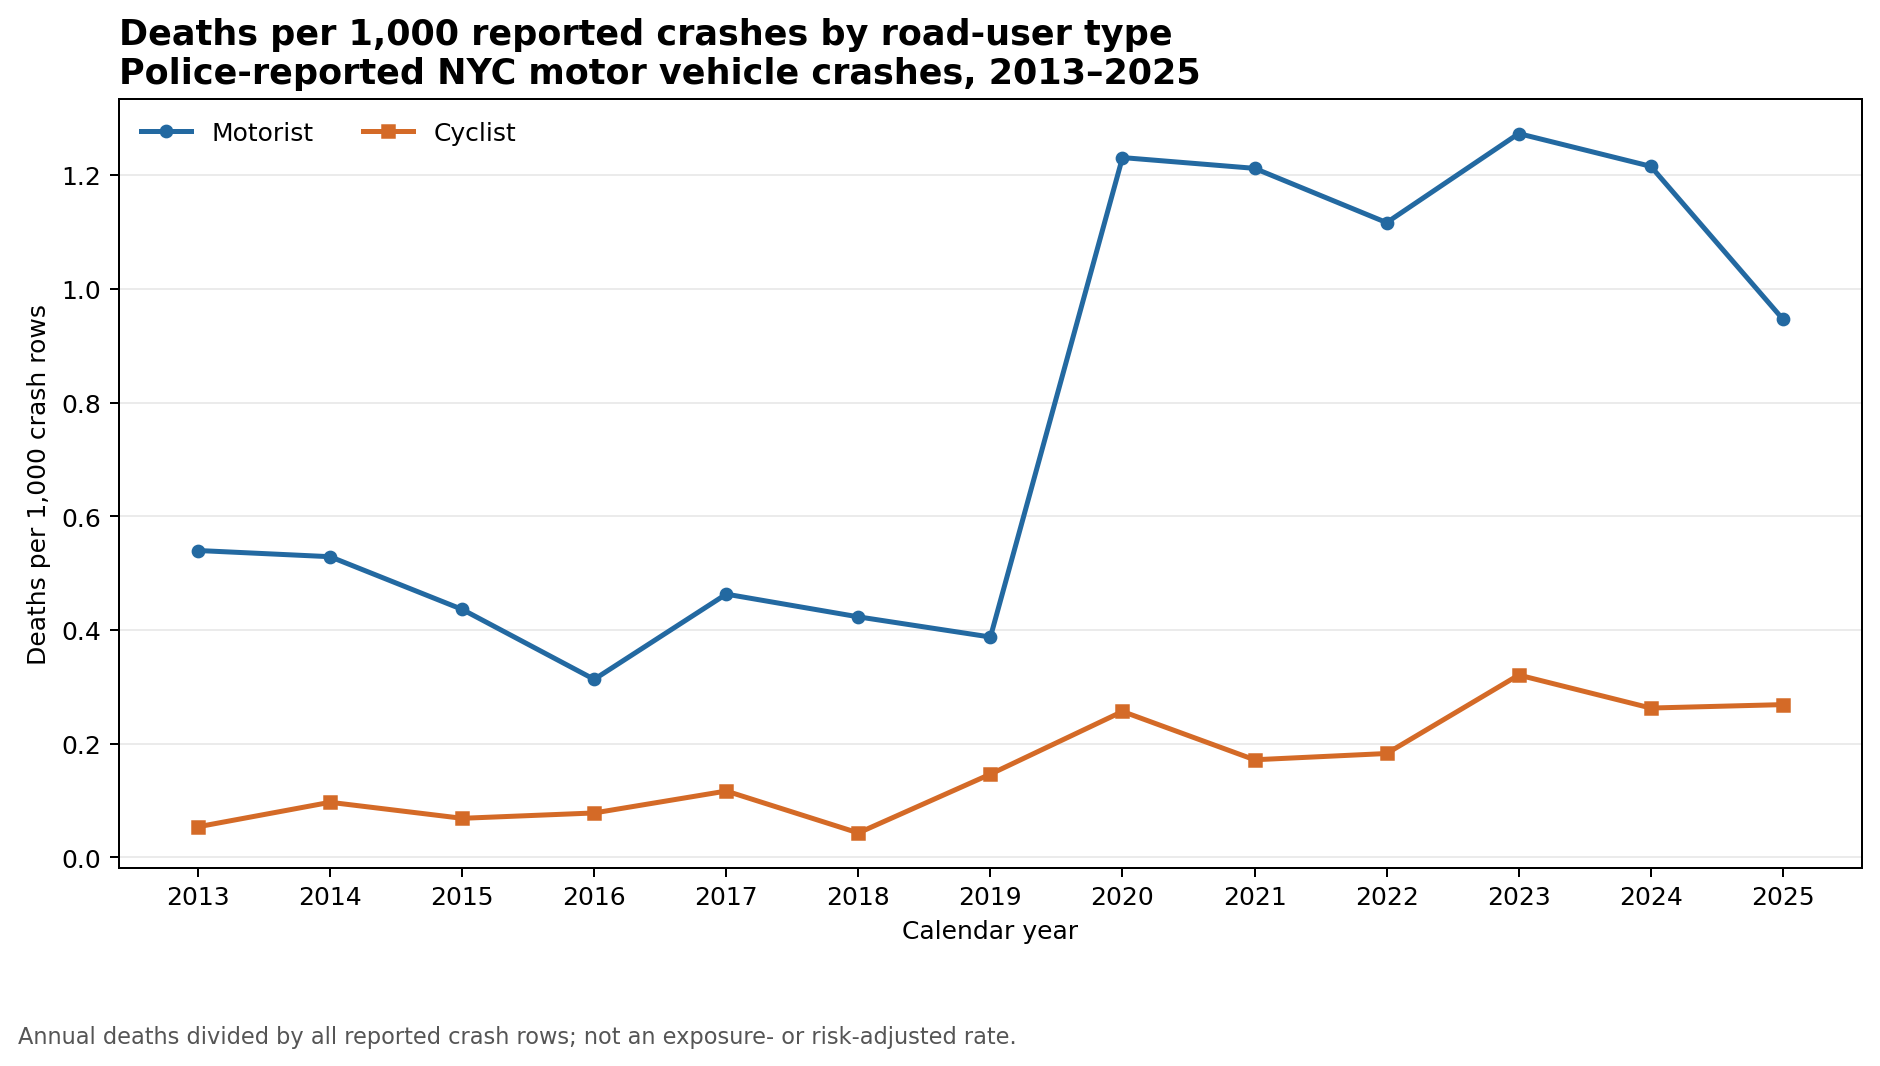 Deaths per 1,000 reported crashes by road-user type
Police-reported NYC motor vehicle crashes, 2013–2025
Motorist
Cyclist
Deaths per 1,000 crash rows
1.2
1.0
0.8
0.6
0.4
0.2
0.0
2013 2014 2015 2016 2017 2018 2019 2020 2021 2022 2023 2024 2025
Calendar year
Annual deaths divided by all reported crash rows; not an exposure- or risk-adjusted rate.